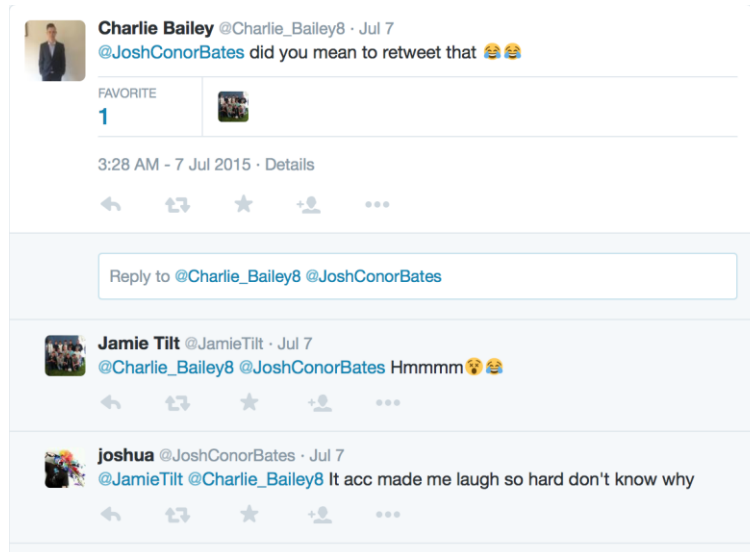 Charlie Bailey @Charlie_Bailey8 · Jul 7
@JoshConorBates did you mean to retweet that 😂😂
FAVORITE
1
3:28 AM - 7 Jul 2015 · Details
Reply to @Charlie_Bailey8 @JoshConorBates
Jamie Tilt @JamieTilt · Jul 7
@Charlie_Bailey8 @JoshConorBates Hmmmm😲😂
joshua @JoshConorBates · Jul 7
@JamieTilt @Charlie_Bailey8 It acc made me laugh so hard don't know why